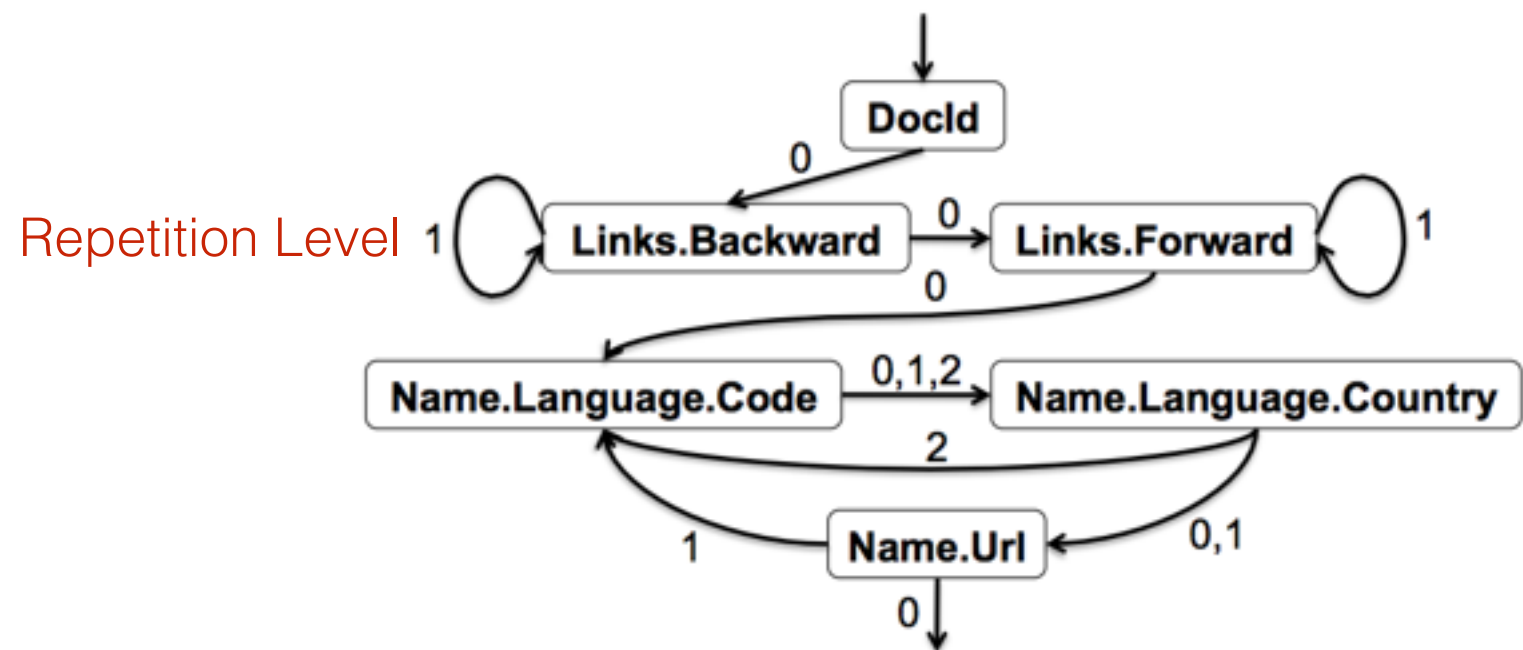 DocId
0
Repetition Level
1
Links.Backward
0
Links.Forward
1
0
Name.Language.Code
0,1,2
Name.Language.Country
2
1
Name.Url
0,1
0